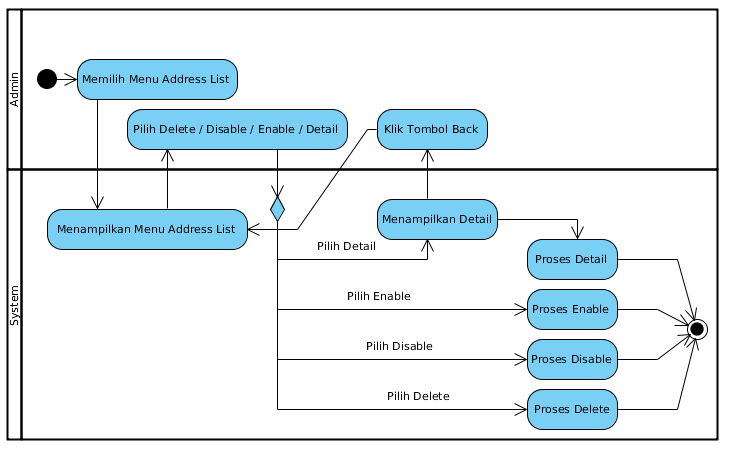 Admin
Memilih Menu Address List
Pilih Delete / Disable / Enable / Detail
Klik Tombol Back
System
Menampilkan Menu Address List
Menampilkan Detail
Pilih Detail
Proses Detail
Pilih Enable
Proses Enable
Pilih Disable
Proses Disable
Pilih Delete
Proses Delete